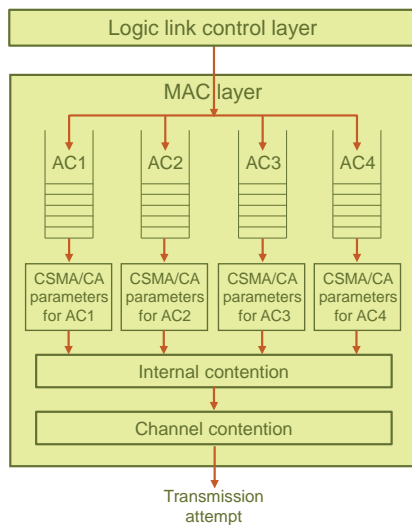 Logic link control layer
MAC layer
AC1 AC2 AC3 AC4
CSMA/CA
parameters
for AC1
CSMA/CA
parameters
for AC2
CSMA/CA
parameters
for AC3
CSMA/CA
parameters
for AC4
Internal contention
Channel contention
Transmission
attempt